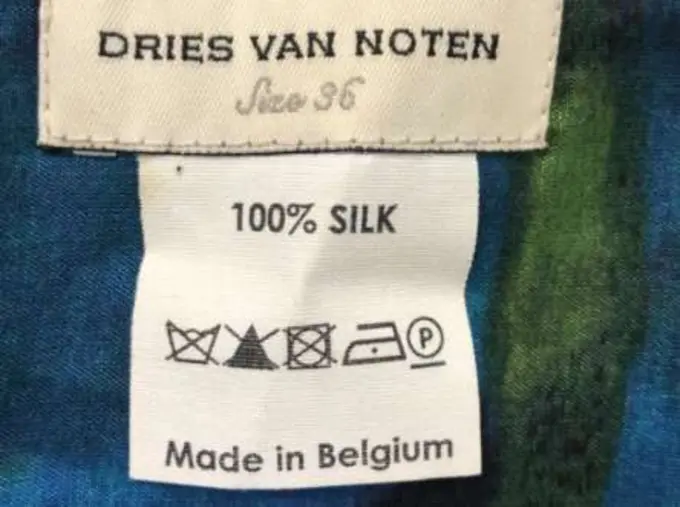 DRIES VAN NOTEN
Size 36
100% SILK
P
Made in Belgium